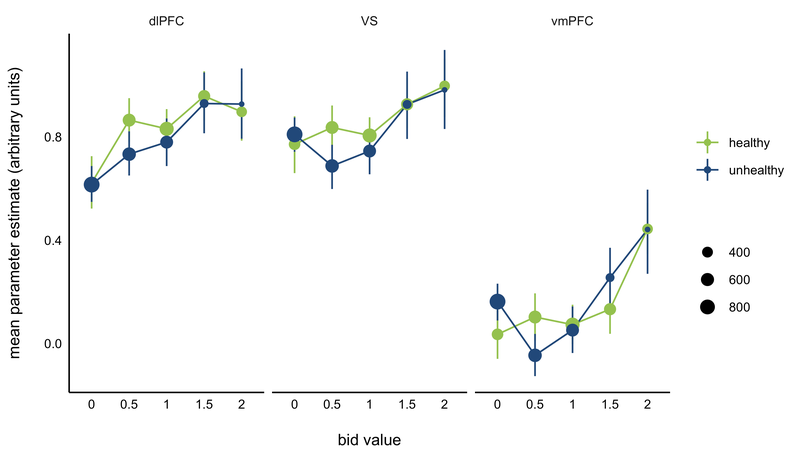 dlPFC VS vmPFC
mean parameter estimate (arbitrary units)
0.8
0.4
0.0
0 0.5 1 1.5 2 0 0.5 1 1.5 2 0 0.5 1 1.5 2
bid value
healthy
unhealthy
400
600
800